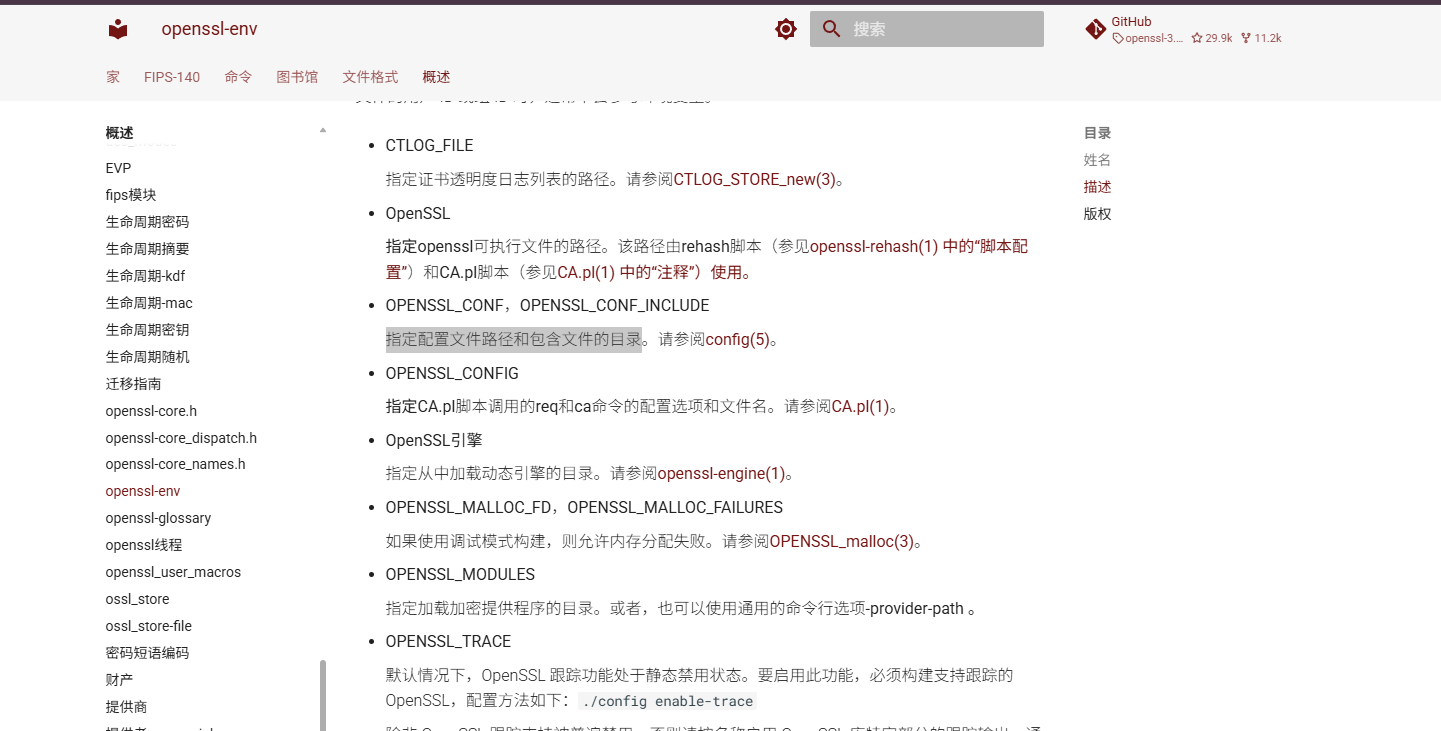 openssl-env
搜索
GitHub
openssl-3.... 29.9k 11.2k
家 FIPS-140 命令 图书馆 文件格式 概述
概述
EVP
fips模块
生命周期密码
生命周期摘要
生命周期-kdf
生命周期-mac
生命周期密钥
生命周期随机
迁移指南
openssl-core.h
openssl-core_dispatch.h
openssl-core_names.h
openssl-env
openssl-glossary
openssl线程
openssl_user_macros
ossl_store
ossl_store-file
密码短语编码
财产
提供商
CTLOG_FILE
指定证书透明度日志列表的路径。请参阅CTLOG_STORE_new(3)。
OpenSSL
指定openssl可执行文件的路径。该路径由rehash脚本（参见openssl-rehash(1) 中的“脚本配
置”）和CA.pl脚本（参见CA.pl(1) 中的“注释”）使用。
OPENSSL_CONF，OPENSSL_CONF_INCLUDE
指定配置文件路径和包含文件的目录。请参阅config(5)。
OPENSSL_CONFIG
指定CA.pl脚本调用的req和ca命令的配置选项和文件名。请参阅CA.pl(1)。
OpenSSL引擎
指定从中加载动态引擎的目录。请参阅openssl-engine(1)。
OPENSSL_MALLOC_FD，OPENSSL_MALLOC_FAILURES
如果使用调试模式构建，则允许内存分配失败。请参阅OPENSSL_malloc(3)。
OPENSSL_MODULES
指定加载加密提供程序的目录。或者，也可以使用通用的命令行选项-provider-path 。
OPENSSL_TRACE
默认情况下，OpenSSL 跟踪功能处于静态禁用状态。要启用此功能，必须构建支持跟踪的
OpenSSL，配置方法如下： ./config enable-trace
目录
姓名
描述
版权